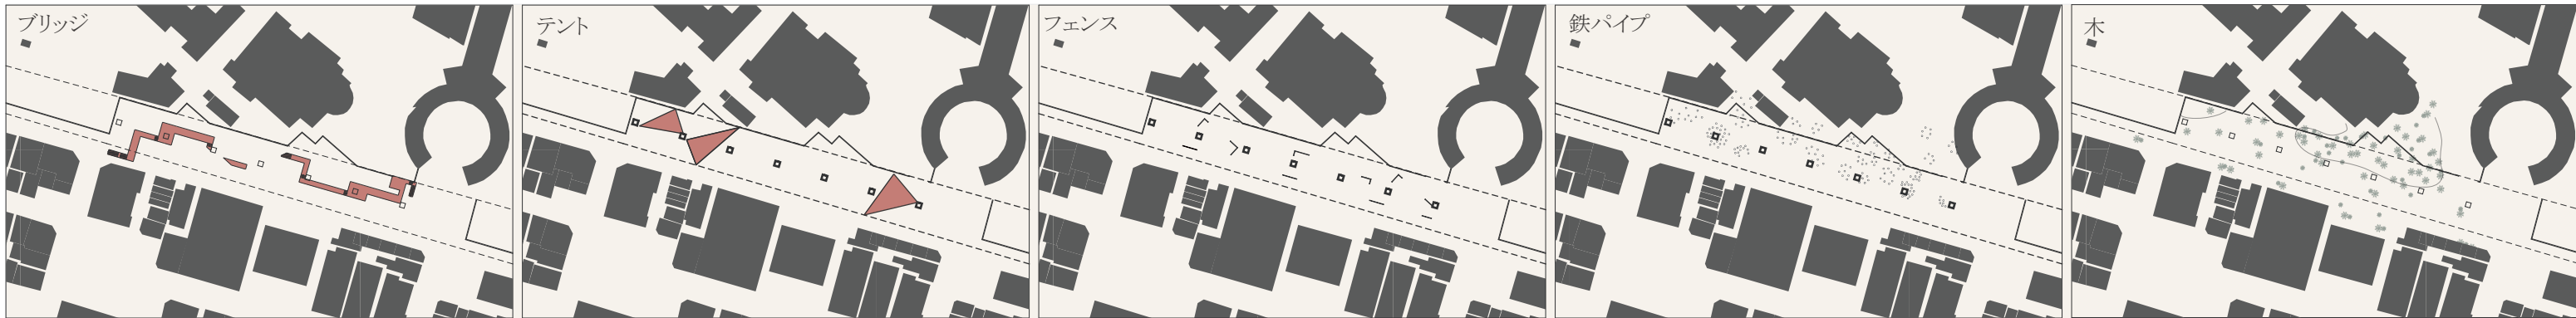 ブリッジ
テント
フェンス
鉄パイプ
木